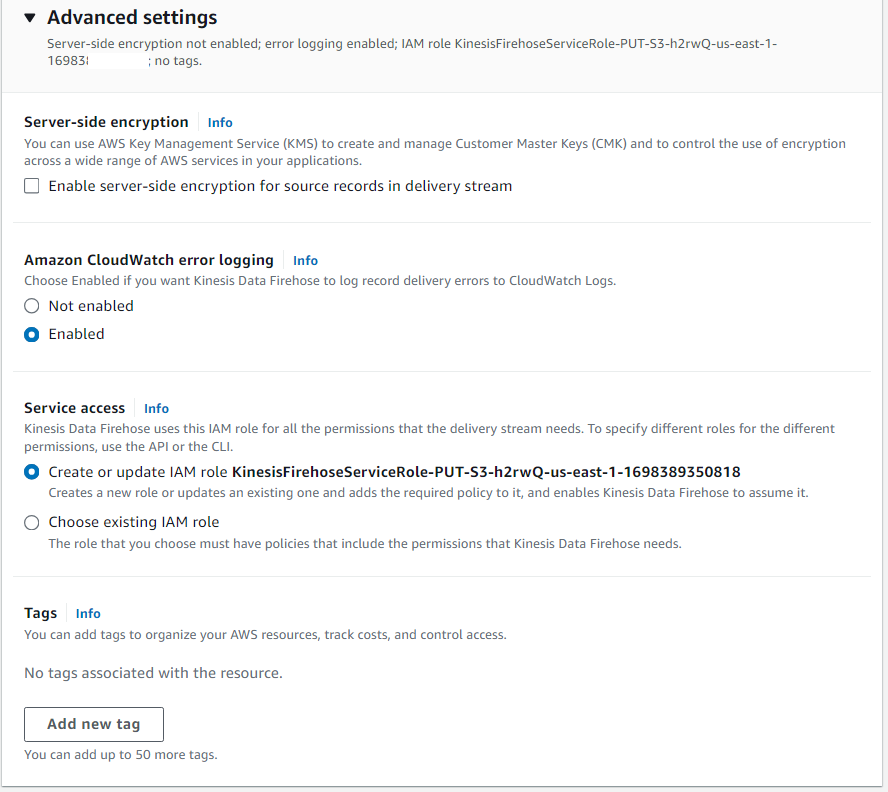 Advanced settings
Server-side encryption not enabled; error logging enabled; IAM role KinesisFirehoseServiceRole-PUT-S3-h2rwQ-us-east-1-
16983 ; no tags.
Server-side encryption Info
You can use AWS Key Management Service (KMS) to create and manage Customer Master Keys (CMK) and to control the use of encryption
across a wide range of AWS services in your applications.
Enable server-side encryption for source records in delivery stream
Amazon CloudWatch error logging Info
Choose Enabled if you want Kinesis Data Firehose to log record delivery errors to CloudWatch Logs.
Not enabled
Enabled
Service access Info
Kinesis Data Firehose uses this IAM role for all the permissions that the delivery stream needs. To specify different roles for the different
permissions, use the API or the CLI.
Create or update IAM role KinesisFirehoseServiceRole-PUT-S3-h2rwQ-us-east-1-1698389350818
Creates a new role or updates an existing one and adds the required policy to it, and enables Kinesis Data Firehose to assume it.
Choose existing IAM role
The role that you choose must have policies that include the permissions that Kinesis Data Firehose needs.
Tags Info
You can add tags to organize your AWS resources, track costs, and control access.
No tags associated with the resource.
Add new tag
You can add up to 50 more tags.